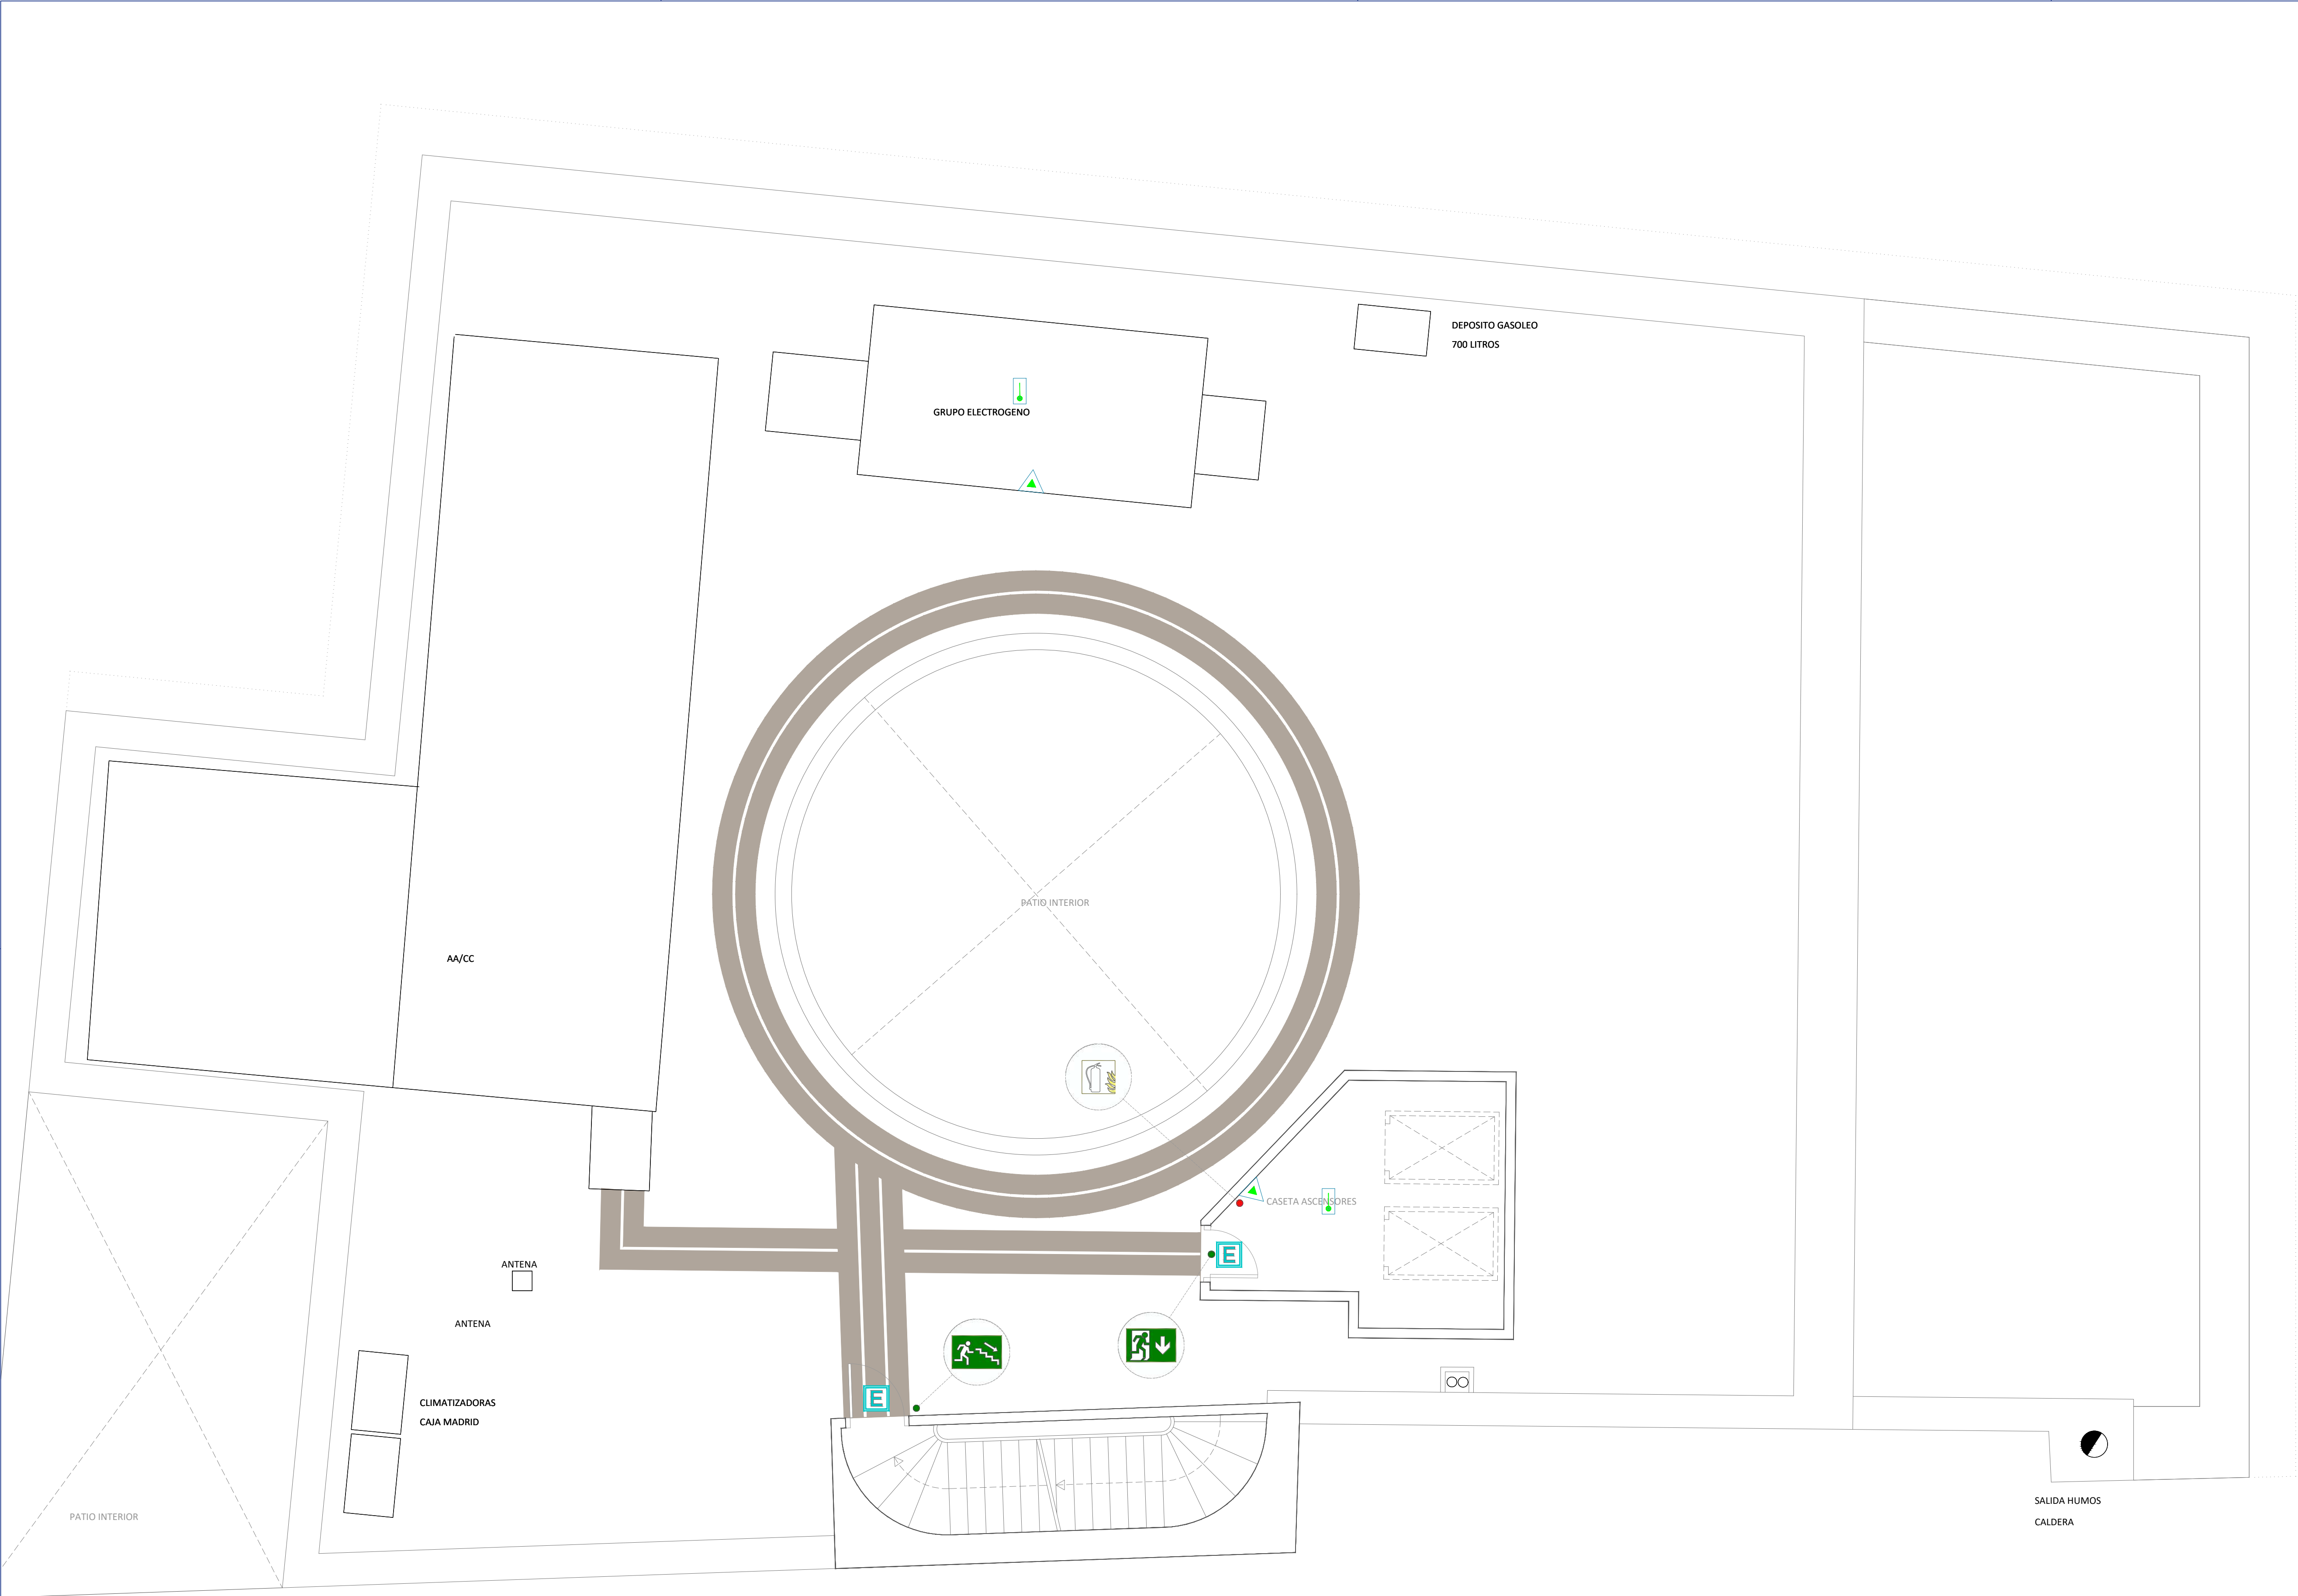 DEPOSITO GASOLEO
700 LITROS
GRUPO ELECTROGENO
PATIO INTERIOR
AA/CC
CASETA ASCENSORES
E
ANTENA
ANTENA
E
CLIMATIZADORAS
CAJA MADRID
PATIO INTERIOR
SALIDA HUMOS
CALDERA